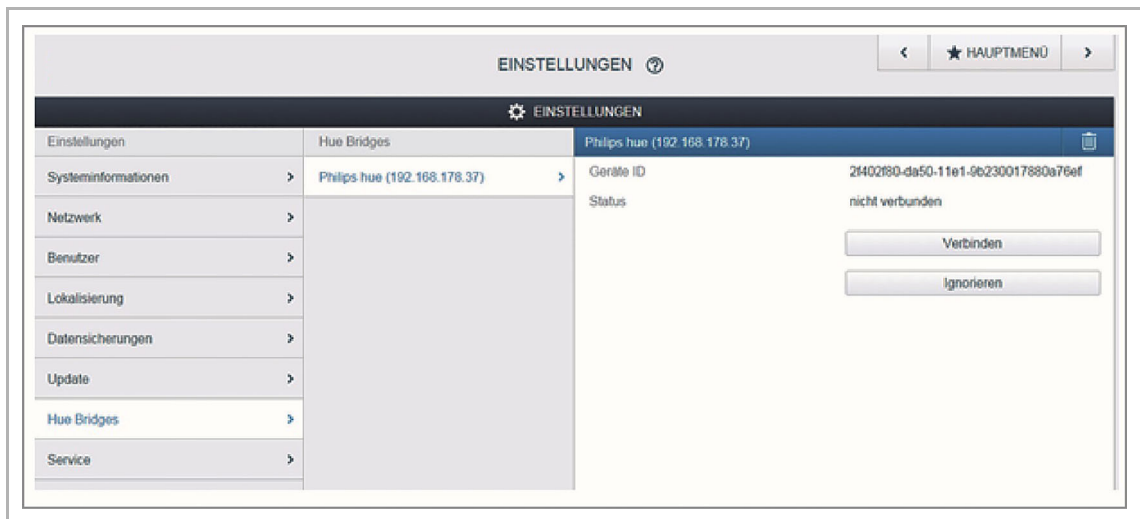 EINSTELLUNGEN ?
< ★ HAUPTMENÜ >
EINSTELLUNGEN
Einstellungen
Systeminformationen >
Netzwerk >
Benutzer >
Lokalisierung >
Datensicherungen >
Update >
Hue Bridges >
Service >
Hue Bridges
Philips hue (192.168.178.37) >
Philips hue (192.168.178.37)
Geräte ID 2f402f80-da50-11e1-9b230017880a76ef
Status nicht verbunden
Verbinden
Ignorieren